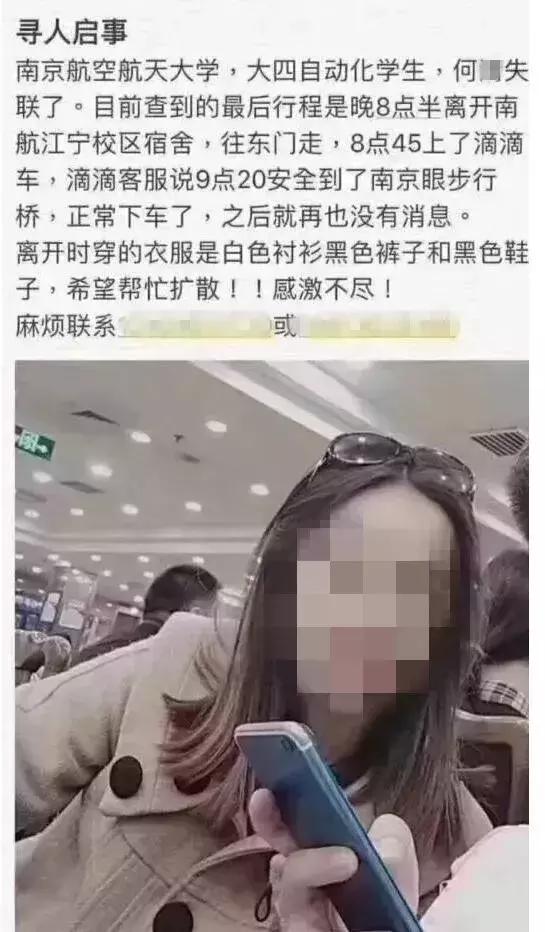 寻人启事
南京航空航天大学，大四自动化学生，何 失
联了。目前查到的最后行程是晚8点半离开南
航江宁校区宿舍，往东门走，8点45上了滴滴
车，滴滴客服说9点20安全到了南京眼步行
桥，正常下车了，之后就再也没有消息。
离开时穿的衣服是白色衬衫黑色裤子和黑色鞋
子，希望帮忙扩散！！感激不尽！
麻烦联系 或